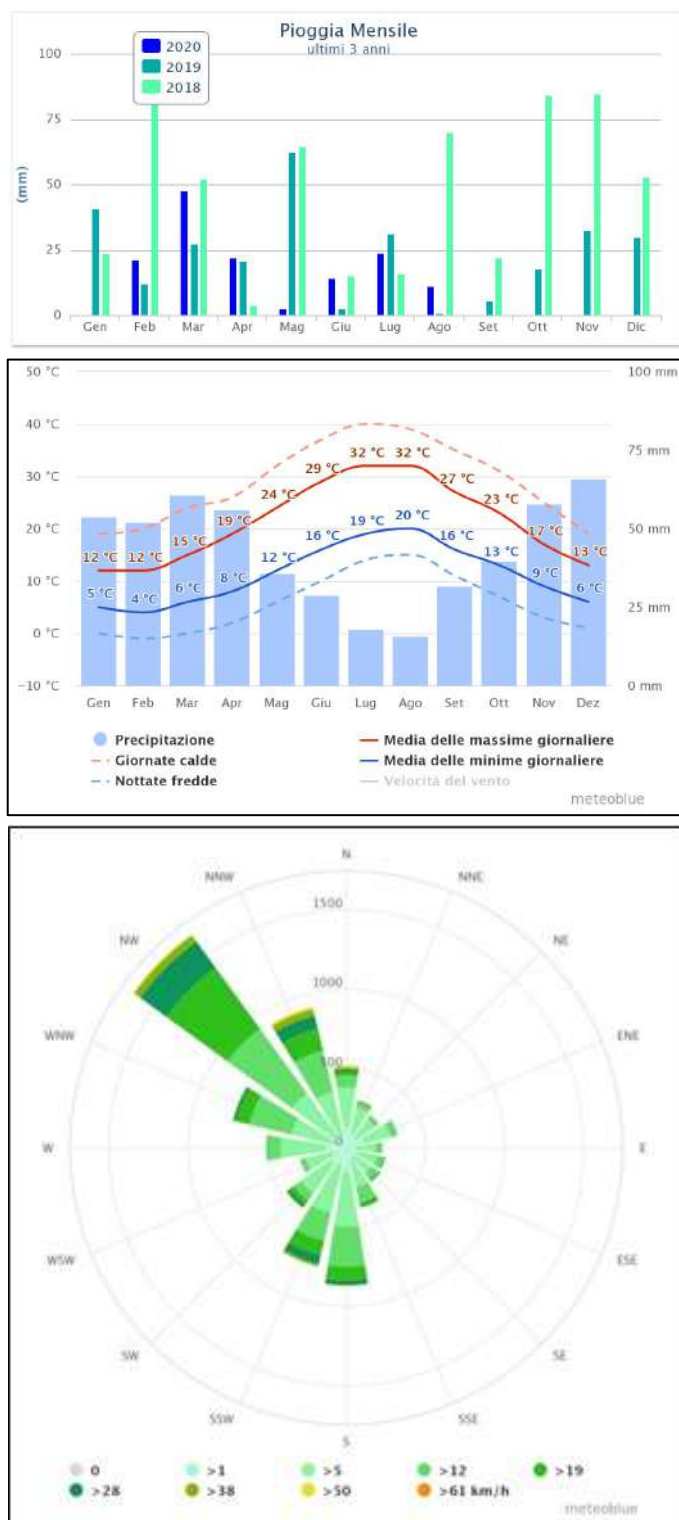 Pioggia Mensile
ultimi 3 anni
2020
2019
2018
100
75
50
25
0
(mm)
Gen Feb Mar Apr Mag Giu Lug Ago Set Ott Nov Dic
50 °C
40 °C
30 °C
20 °C
10 °C
0 °C
−10 °C
100 mm
75 mm
50 mm
25 mm
0 mm
12 °C 12 °C 15 °C 19 °C 24 °C 29 °C 32 °C 32 °C 27 °C 23 °C 17 °C 13 °C
5 °C 4 °C 6 °C 8 °C 12 °C 16 °C 19 °C 20 °C 16 °C 13 °C 9 °C 6 °C
Gen Feb Mar Apr Mag Giu Lug Ago Set Ott Nov Dez
Precipitazione
Media delle massime giornaliere
Giornate calde
Media delle minime giornaliere
Nottate fredde
Velocità del vento
meteoblue
N
NNW NNE
NW NE
WNW ENE
W E
WSW ESE
SW SE
SSW SSE
S
1500
1000
500
0
0 >1 >5 >12 >19
>28 >38 >50 >61 km/h
meteoblue